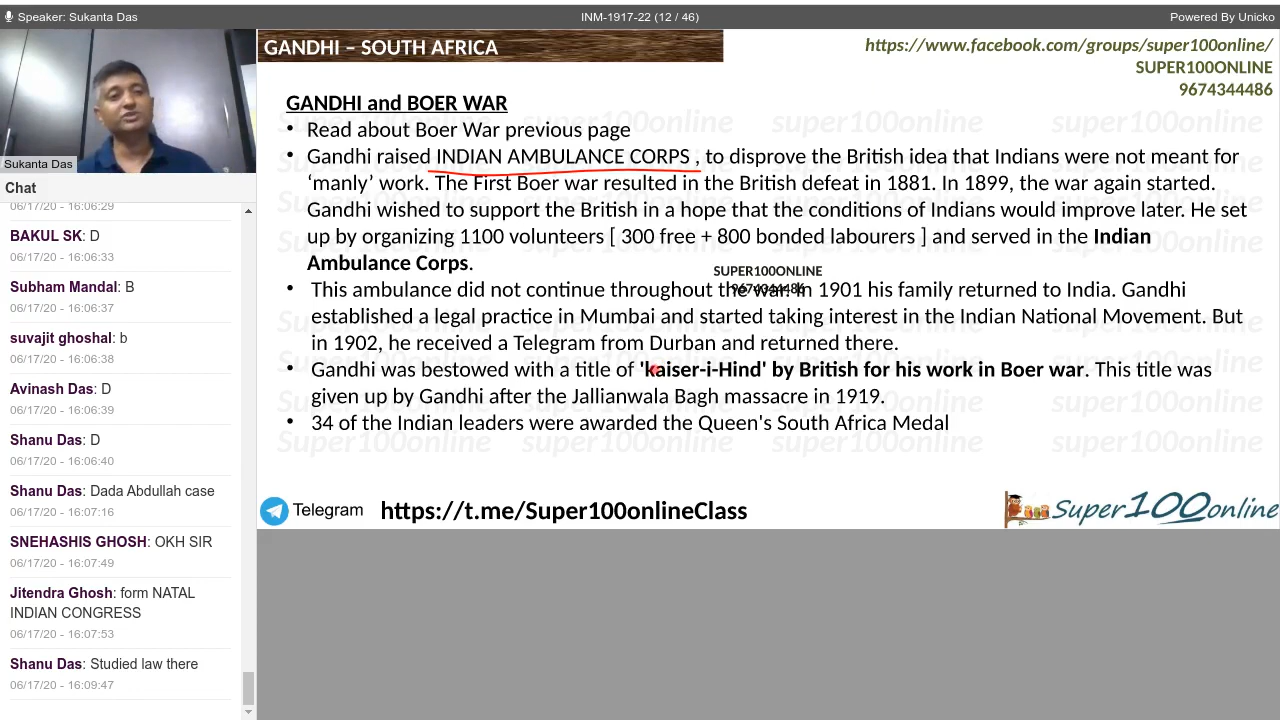 Speaker: Sukanta Das
INM-1917-22 (12 / 46)
Powered By Unicko
GANDHI – SOUTH AFRICA
https://www.facebook.com/groups/super100online/
SUPER100ONLINE
9674344486
Sukanta Das
Chat
06/17/20 - 16:06:29
BAKUL SK: D
06/17/20 - 16:06:33
Subham Mandal: B
06/17/20 - 16:06:37
suvajit ghoshal: b
06/17/20 - 16:06:38
Avinash Das: D
06/17/20 - 16:06:39
Shanu Das: D
06/17/20 - 16:06:40
Shanu Das: Dada Abdullah case
06/17/20 - 16:07:16
SNEHASHIS GHOSH: OKH SIR
06/17/20 - 16:07:49
Jitendra Ghosh: form NATAL
INDIAN CONGRESS
06/17/20 - 16:07:53
Shanu Das: Studied law there
06/17/20 - 16:09:47
GANDHI and BOER WAR
• Read about Boer War previous page
• Gandhi raised INDIAN AMBULANCE CORPS , to disprove the British idea that Indians were not meant for
‘manly’ work. The First Boer war resulted in the British defeat in 1881. In 1899, the war again started.
Gandhi wished to support the British in a hope that the conditions of Indians would improve later. He set
up by organizing 1100 volunteers [ 300 free + 800 bonded labourers ] and served in the Indian
Ambulance Corps.
SUPER100ONLINE
9674344486
• This ambulance did not continue throughout the war. In 1901 his family returned to India. Gandhi
established a legal practice in Mumbai and started taking interest in the Indian National Movement. But
in 1902, he received a Telegram from Durban and returned there.
• Gandhi was bestowed with a title of 'kaiser-i-Hind' by British for his work in Boer war. This title was
given up by Gandhi after the Jallianwala Bagh massacre in 1919.
• 34 of the Indian leaders were awarded the Queen's South Africa Medal
super100online super100online super100online super100online
Telegram https://t.me/Super100onlineClass
Super100online